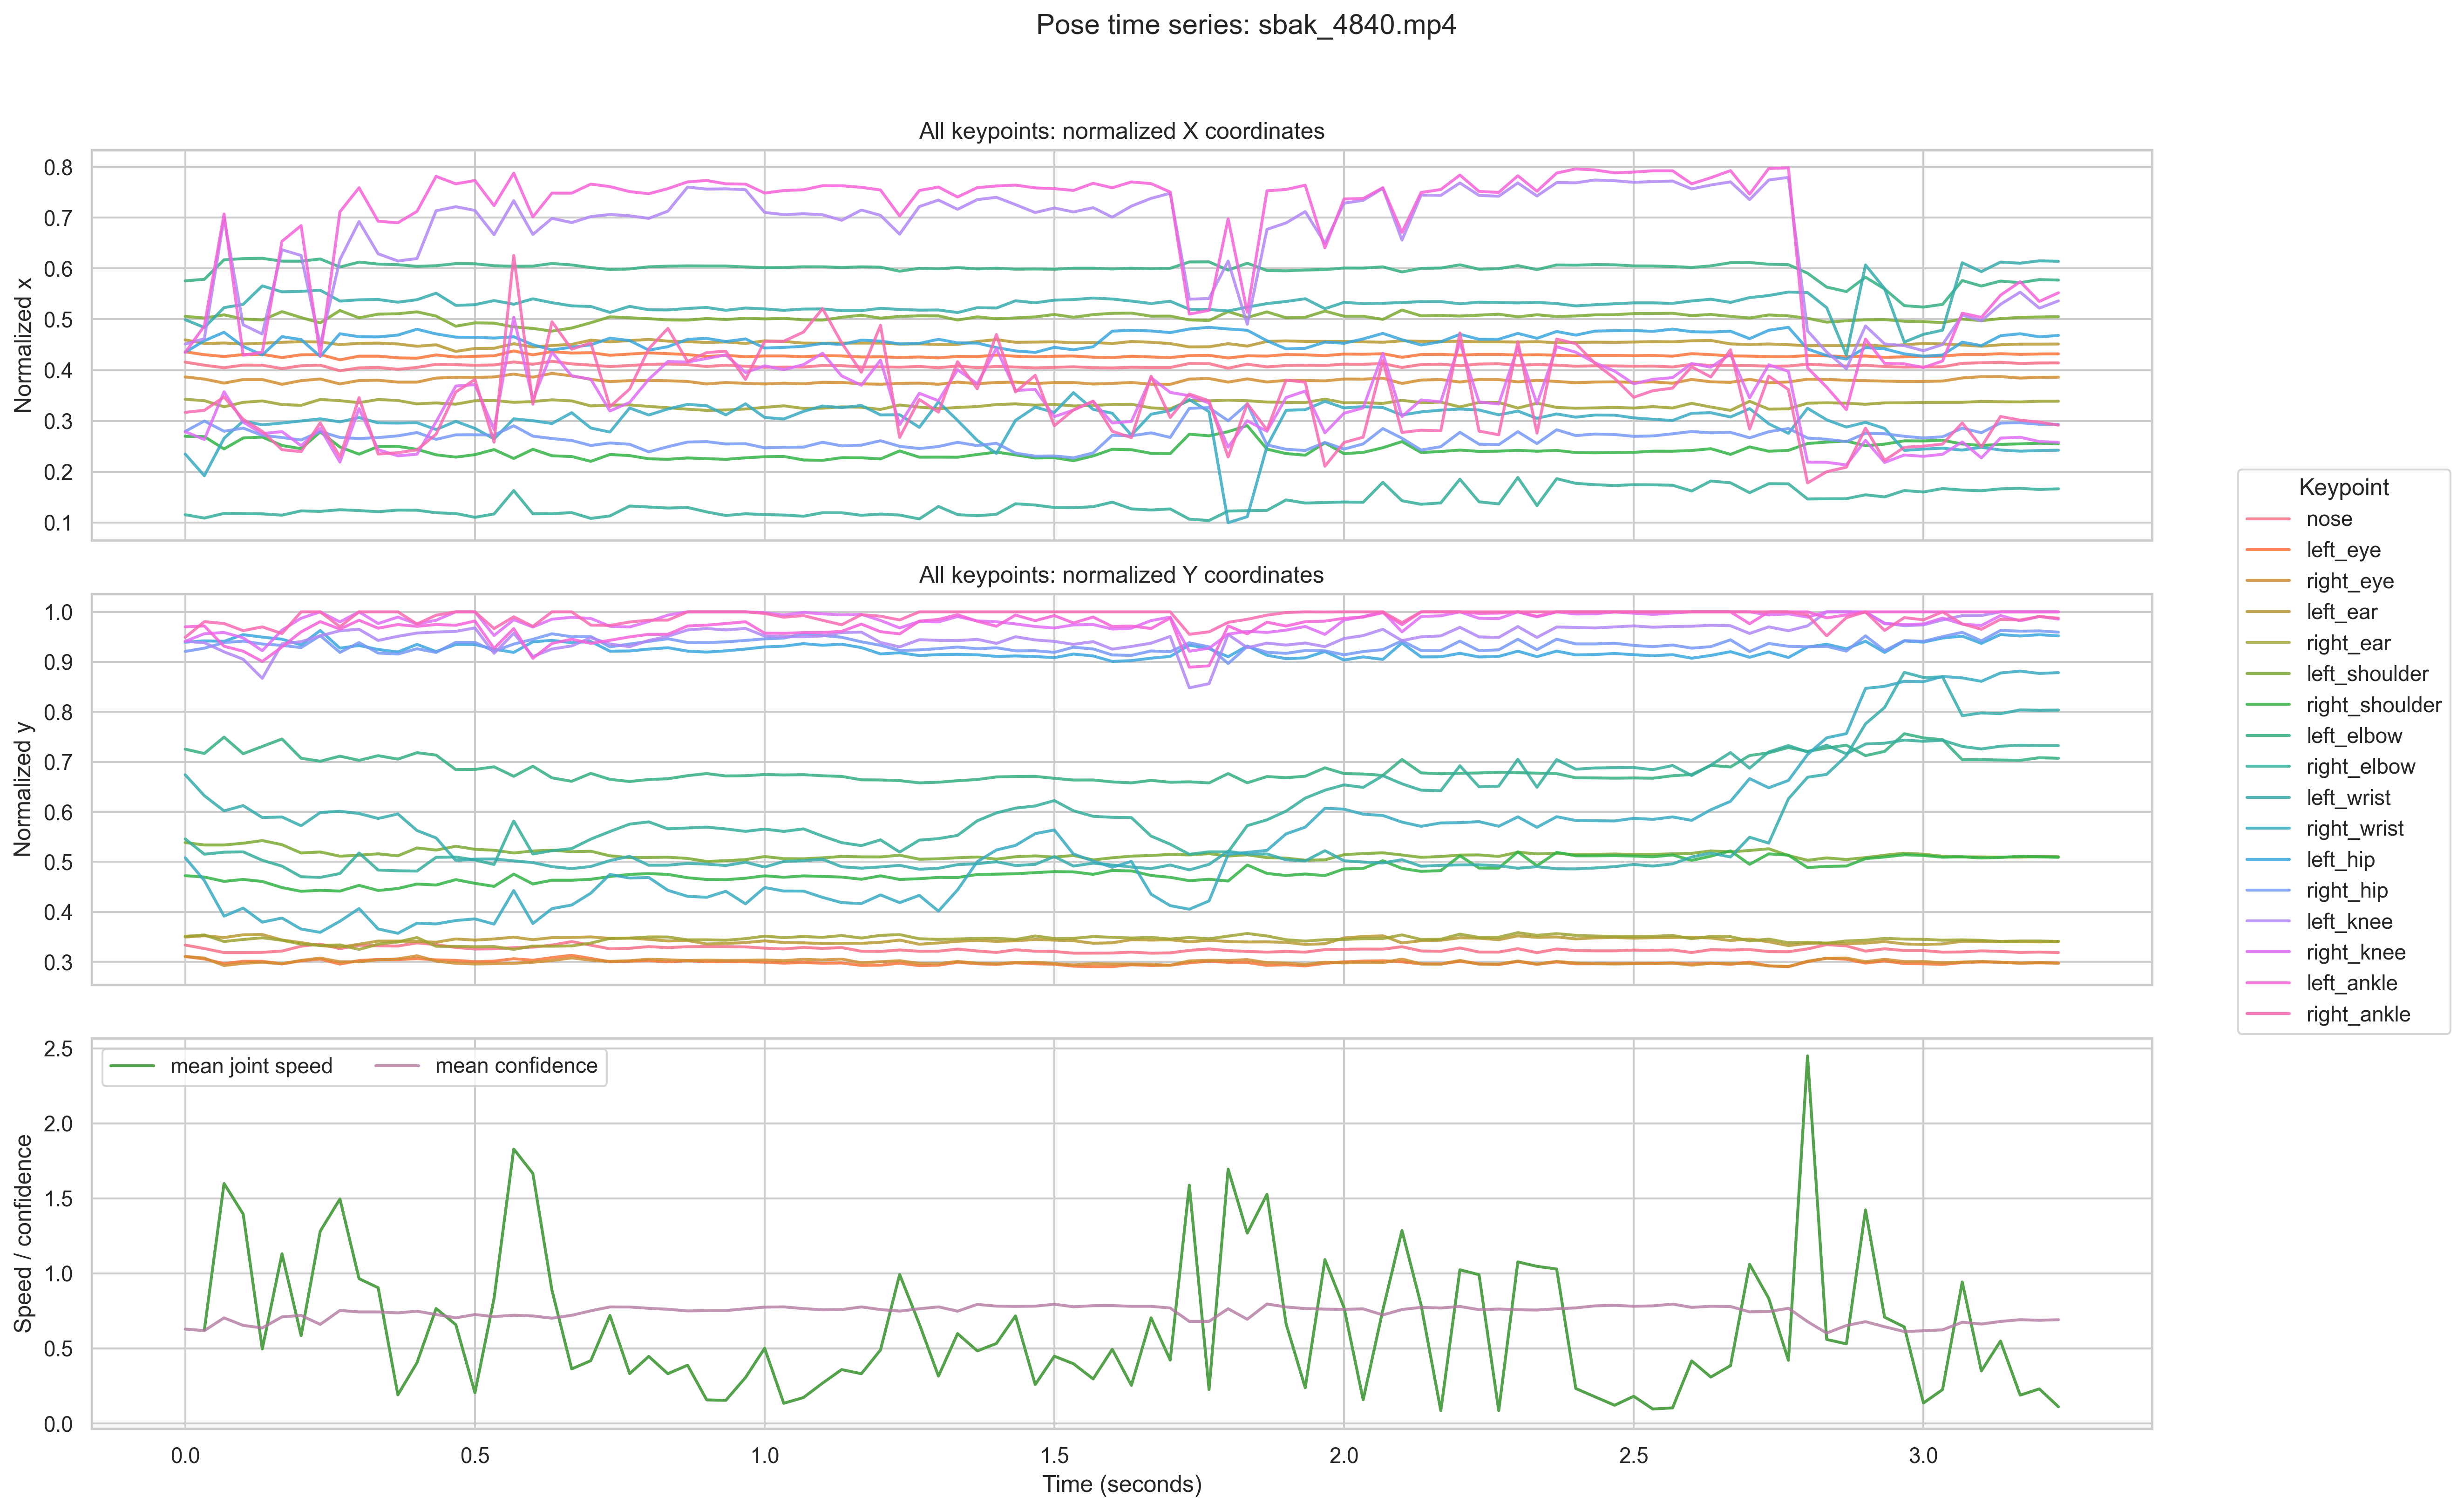 Pose time series: sbak_4840.mp4
All keypoints: normalized X coordinates
Normalized x
0.8
0.7
0.6
0.5
0.4
0.3
0.2
0.1
All keypoints: normalized Y coordinates
Normalized y
1.0
0.9
0.8
0.7
0.6
0.5
0.4
0.3
Keypoint
nose
left_eye
right_eye
left_ear
right_ear
left_shoulder
right_shoulder
left_elbow
right_elbow
left_wrist
right_wrist
left_hip
right_hip
left_knee
right_knee
left_ankle
right_ankle
mean joint speed mean confidence
Speed / confidence
2.5
2.0
1.5
1.0
0.5
0.0
0.0 0.5 1.0 1.5 2.0 2.5 3.0
Time (seconds)